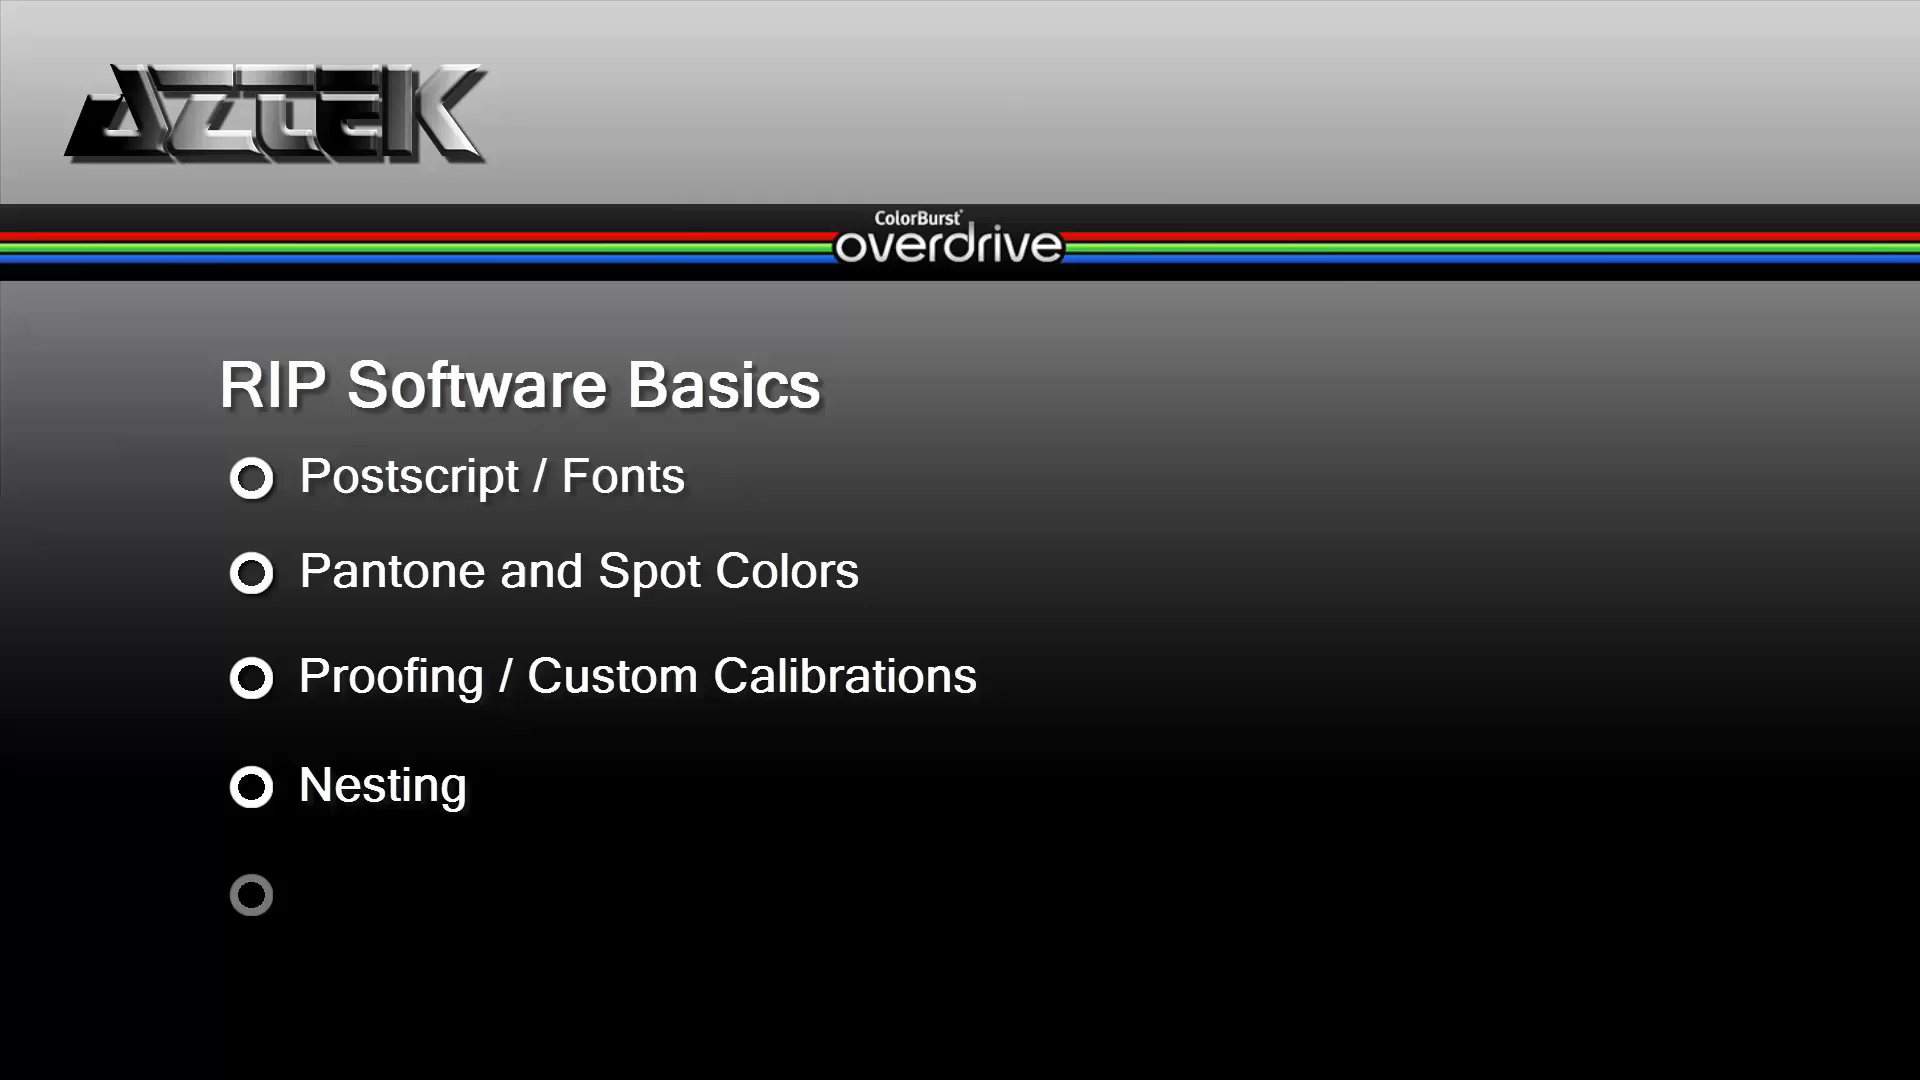 AZTEK
ColorBurst
overdrive
RIP Software Basics
Postscript / Fonts
Pantone and Spot Colors
Proofing / Custom Calibrations
Nesting